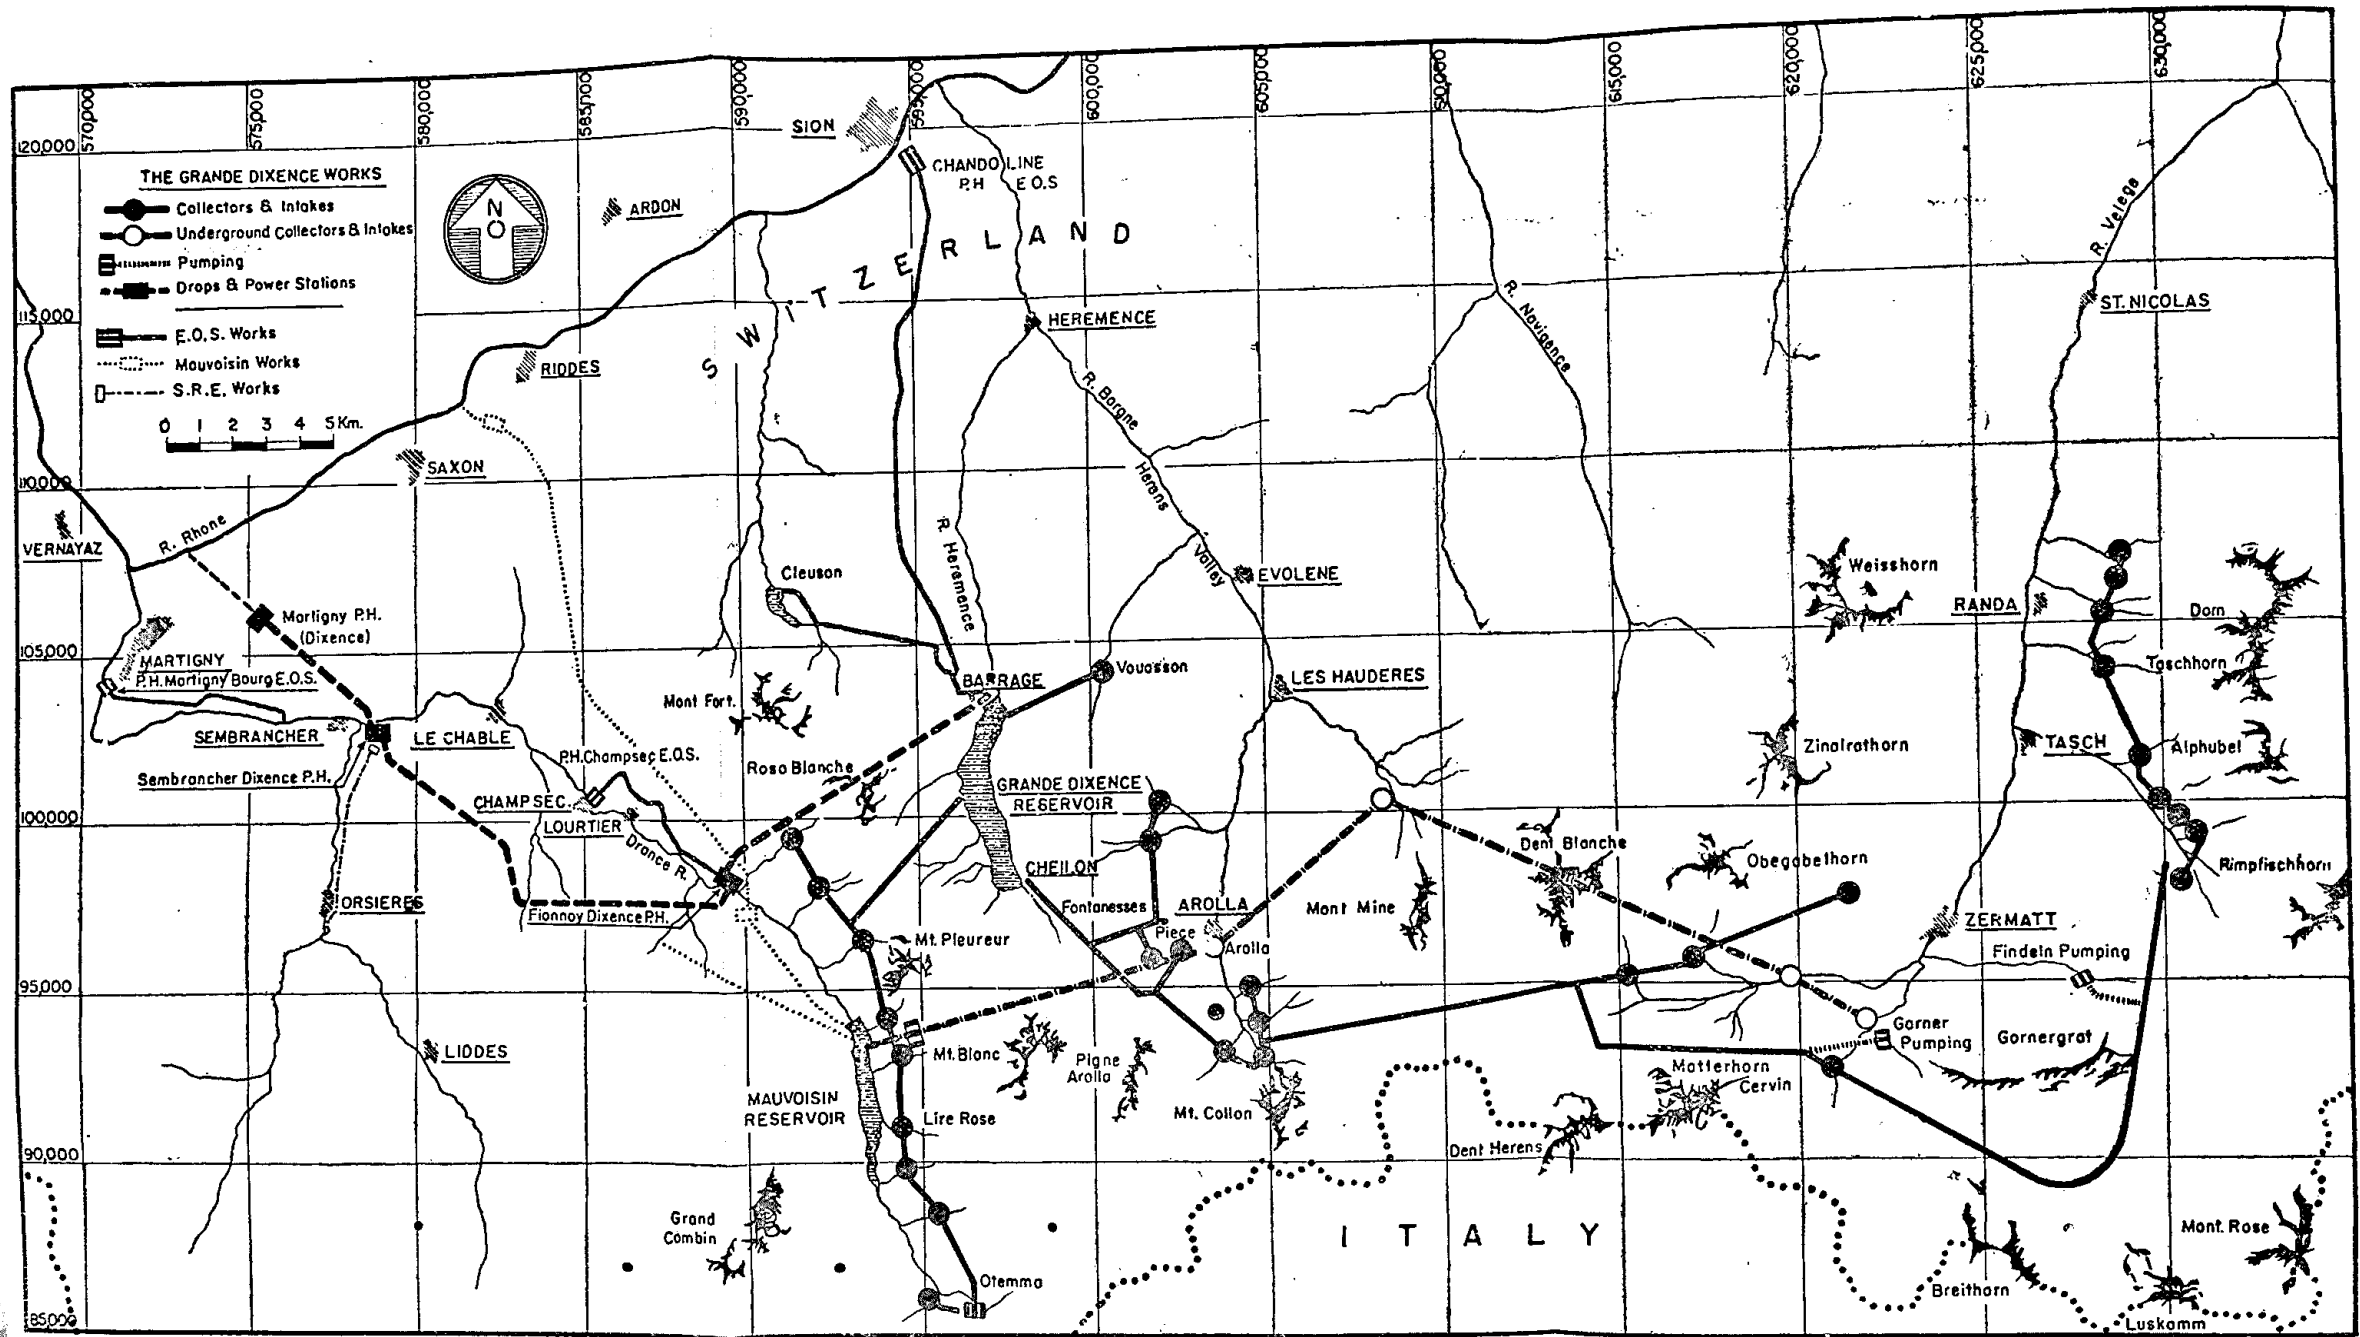 570,000
575,000
580,000
585,000
590,000
595,000
600,000
605,000
610,000
615,000
620,000
625,000
630,000
120,000
115,000
110,000
105,000
100,000
95,000
90,000
85,000
THE GRANDE DIXENCE WORKS
Collectors & Intakes
Underground Collectors & Intakes
Pumping
Drops & Power Stations
E.O.S. Works
Mauvoisin Works
S.R.E. Works
0 1 2 3 4 5 Km.
N
SION
CHANDOLINE
P.H E.O.S
ARDON
SWITZERLAND
RIDDES
HEREMENCE
R. Borgne
Herens
Valley
R. Navigence
R. Velege
ST. NICOLAS
SAXON
VERNAYAZ
R. Rhone
R. Heremence
Cleuson
EVOLENE
Weisshorn
RANDA
Dom
Martigny P.H.
(Dixence)
MARTIGNY
P.H. Martigny Bourg E.O.S.
Taschhorn
BARRAGE
Vouasson
LES HAUDERES
Mont Fort.
SEMBRANCHER
LE CHABLE
P.H. Champsec E.O.S.
Zinalrathorn
TASCH
Alphubel
Sembrancher Dixence P.H.
Rosa Blanche
GRANDE DIXENCE
RESERVOIR
CHAMPSEC.
LOURTIER
Drance R.
Dent Blanche
Obegabelhorn
Rimpfischhorn
CHEILON
ORSIERES
Fionnay Dixence P.H.
Fontanesses
AROLLA
Mont Mine
ZERMATT
Mt. Pleureur
Piece
Arolla
Findeln Pumping
Gorner
Pumping
Gornergrat
LIDDES
Mt. Blanc
Pigne
Arolla
Matterhorn
Cervin
MAUVOISIN
RESERVOIR
Lire Rose
Mt. Collon
Dent Herens
Grand
Combin
ITALY
Mont. Rose
Otemma
Breithorn
Luskamm